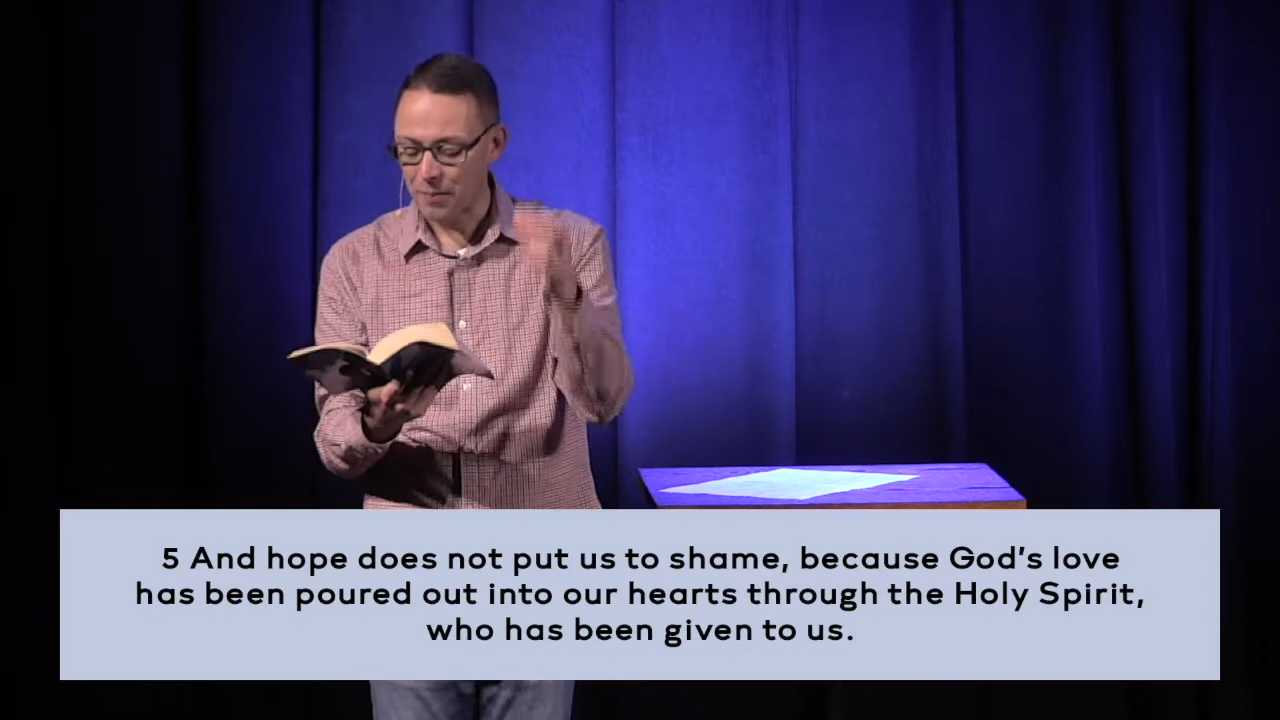 5 And hope does not put us to shame, because God's love
has been poured out into our hearts through the Holy Spirit,
who has been given to us.